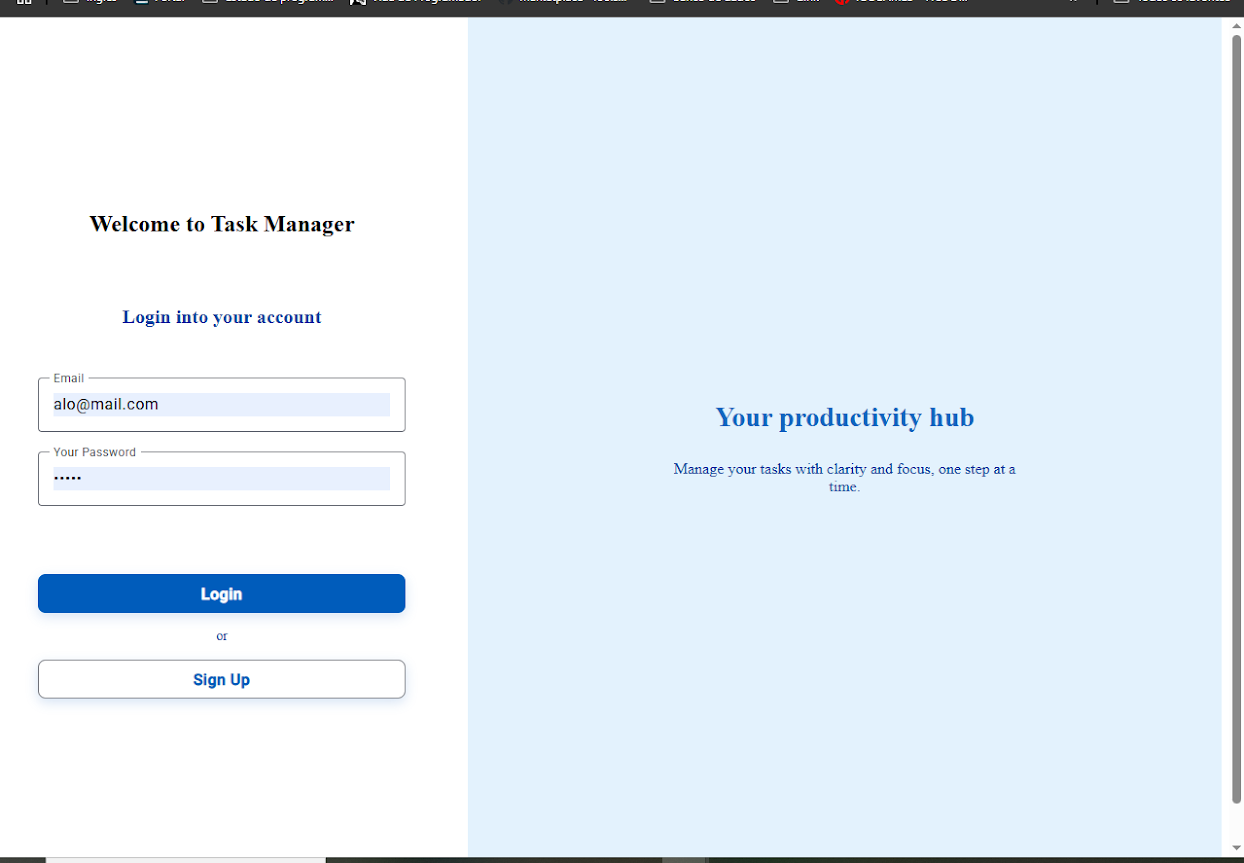 Welcome to Task Manager
Login into your account
Email
alo@mail.com
Your Password
•••••
Login
or
Sign Up
Your productivity hub
Manage your tasks with clarity and focus, one step at a
time.